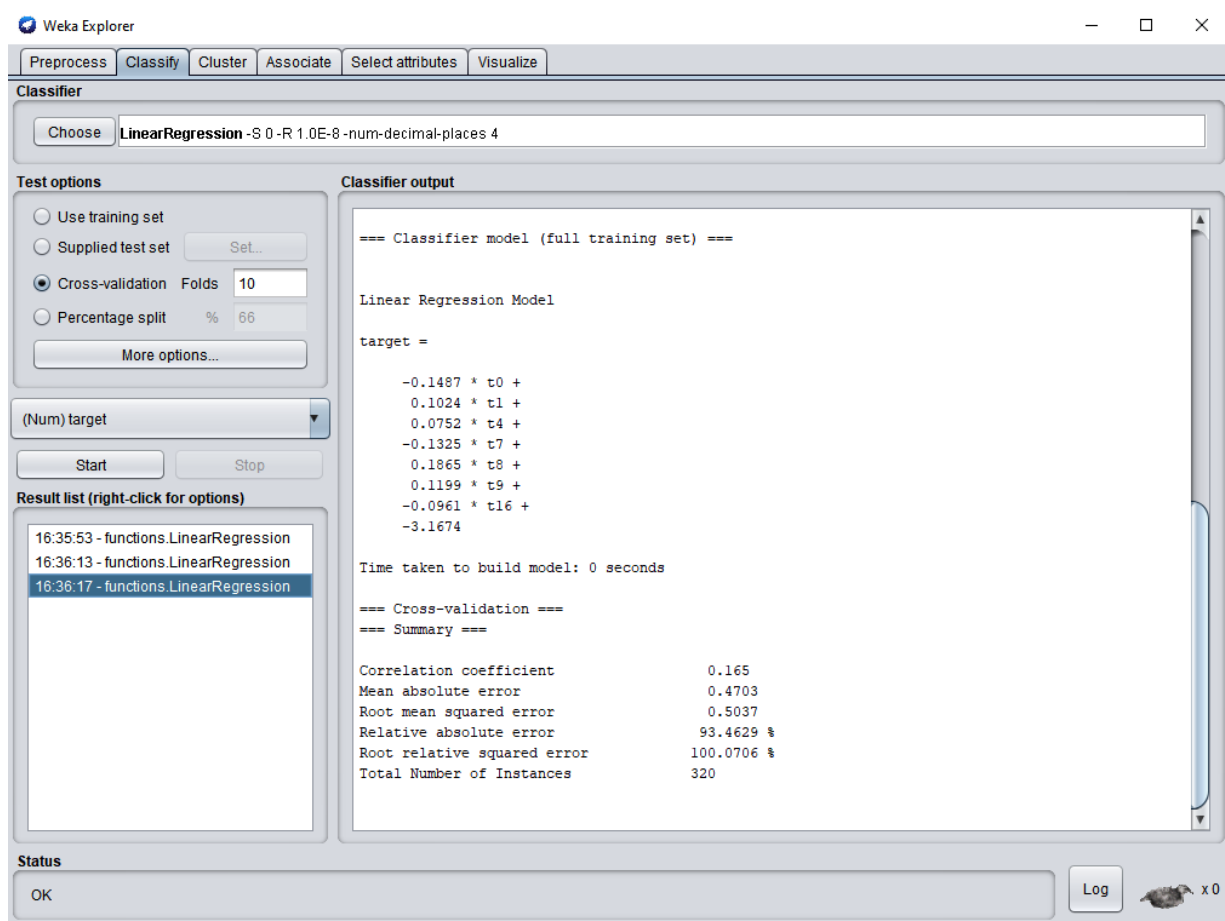 Weka Explorer
Preprocess Classify Cluster Associate Select attributes Visualize
Classifier
Choose LinearRegression -S 0 -R 1.0E-8 -num-decimal-places 4
Test options
Use training set
Supplied test set Set...
Cross-validation Folds 10
Percentage split % 66
More options...
(Num) target
Start Stop
Result list (right-click for options)
16:35:53 - functions.LinearRegression
16:36:13 - functions.LinearRegression
16:36:17 - functions.LinearRegression
Classifier output
=== Classifier model (full training set) ===
Linear Regression Model
target =
-0.1487 * t0 +
0.1024 * t1 +
0.0752 * t4 +
-0.1325 * t7 +
0.1865 * t8 +
0.1199 * t9 +
-0.0961 * t16 +
-3.1674
Time taken to build model: 0 seconds
=== Cross-validation ===
=== Summary ===
Correlation coefficient 0.165
Mean absolute error 0.4703
Root mean squared error 0.5037
Relative absolute error 93.4629 %
Root relative squared error 100.0706 %
Total Number of Instances 320
Status
OK
Log x 0